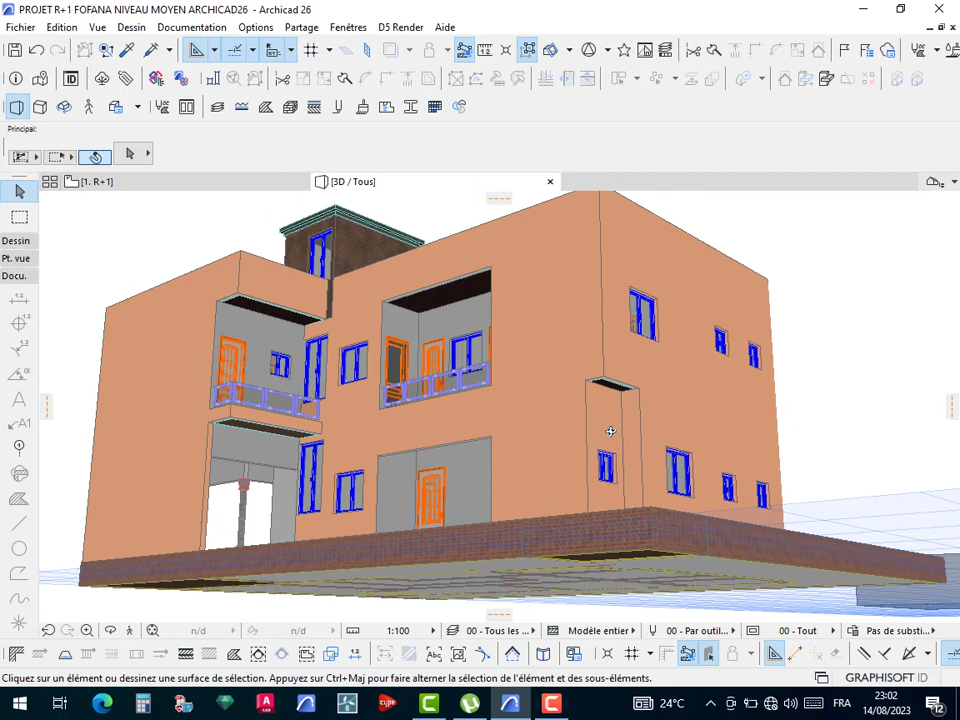 PROJET R+1 FOFANA NIVEAU MOYEN ARCHICAD26 - Archicad 26
Fichier Edition Vue Dessin Documentation Options Partage Fenêtres D5 Render Aide
Principal:
[1. R+1]
[3D / Tous]
Dessin
Pt. vue
Docu.
A
A1
n/d n/d 1:100 00 - Tous les ... Modèle entier 00 - Par outil... 00 - Tout Pas de substi...
Cliquez sur un élément ou dessinez une surface de sélection. Appuyez sur Ctrl+Maj pour faire alterner la sélection de l'élément et des sous-éléments.
GRAPHISOFT ID
24°C
FRA
23:02
14/08/2023
12